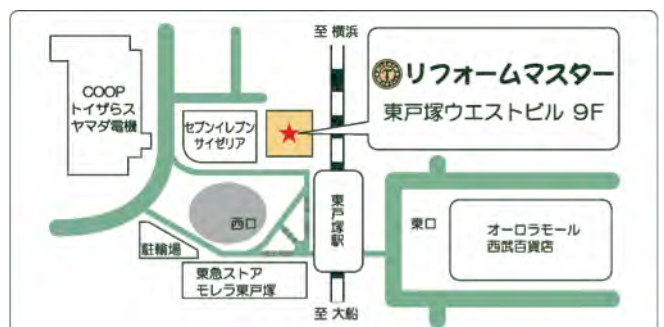 至 横浜
リフォームマスター
東戸塚ウエストビル 9F
COOP
トイザらス
ヤマダ電機
セブンイレブン
サイゼリア
西口
東戸塚駅
東口
オーロラモール
西武百貨店
駐輪場
東急ストア
モレラ東戸塚
至 大船